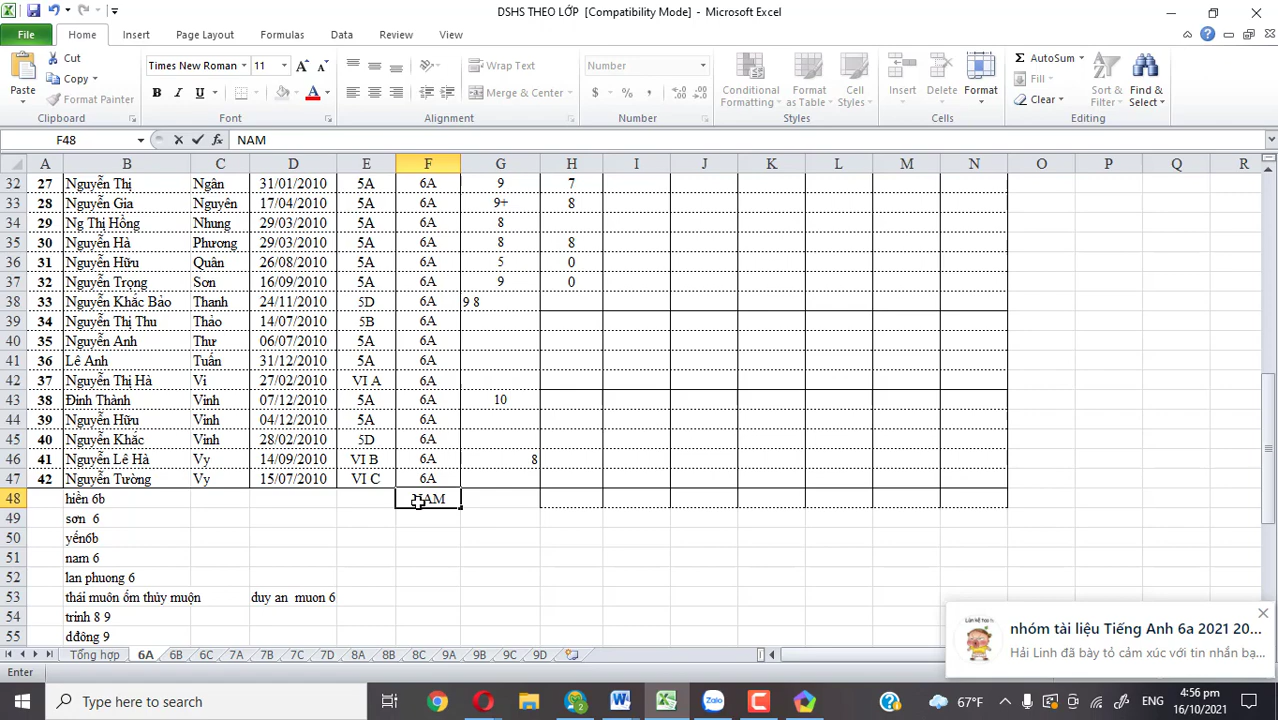 DSHS THEO LỚP [Compatibility Mode] - Microsoft Excel
File Home Insert Page Layout Formulas Data Review View
Paste Cut Copy Format Painter Clipboard
Times New Roman 11 B I U A Font
Wrap Text Merge & Center Alignment
Number $ % , Number
Conditional Formatting Format as Table Cell Styles Styles
Insert Delete Format Cells
Σ AutoSum Fill Clear Sort & Filter Find & Select Editing
F48 fx NAM
A B C D E F G H I J K L M N O P Q R
32 27 Nguyễn Thị Ngân 31/01/2010 5A 6A 9 7
33 28 Nguyễn Gia Nguyên 17/04/2010 5A 6A 9+ 8
34 29 Ng Thị Hồng Nhung 29/03/2010 5A 6A 8
35 30 Nguyễn Hà Phương 29/03/2010 5A 6A 8 8
36 31 Nguyễn Hữu Quân 26/08/2010 5A 6A 5 0
37 32 Nguyễn Trọng Sơn 16/09/2010 5A 6A 9 0
38 33 Nguyễn Khắc Bảo Thanh 24/11/2010 5D 6A 9 8
39 34 Nguyễn Thị Thu Thảo 14/07/2010 5B 6A
40 35 Nguyễn Anh Thư 06/07/2010 5A 6A
41 36 Lê Anh Tuấn 31/12/2010 5A 6A
42 37 Nguyễn Thị Hà Vi 27/02/2010 VI A 6A
43 38 Đinh Thành Vinh 07/12/2010 5A 6A 10
44 39 Nguyễn Hữu Vinh 04/12/2010 5A 6A
45 40 Nguyễn Khắc Vinh 28/02/2010 5D 6A
46 41 Nguyễn Lê Hà Vy 14/09/2010 VI B 6A 8
47 42 Nguyễn Tường Vy 15/07/2010 VI C 6A
48 hiền 6b NAM
49 sơn 6
50 yến6b
51 nam 6
52 lan phuong 6
53 thái muôn ốm thủy muộn duy an muon 6
54 trinh 8 9
55 dđông 9
nhóm tài liệu Tiếng Anh 6a 2021 20...
Hải Linh đã bày tỏ cảm xúc với tin nhắn bạ...
Tổng hợp 6A 6B 6C 7A 7B 7C 7D 8A 8B 8C 9A 9B 9C 9D
Enter
Type here to search 2 67°F ENG 4:56 pm
16/10/2021